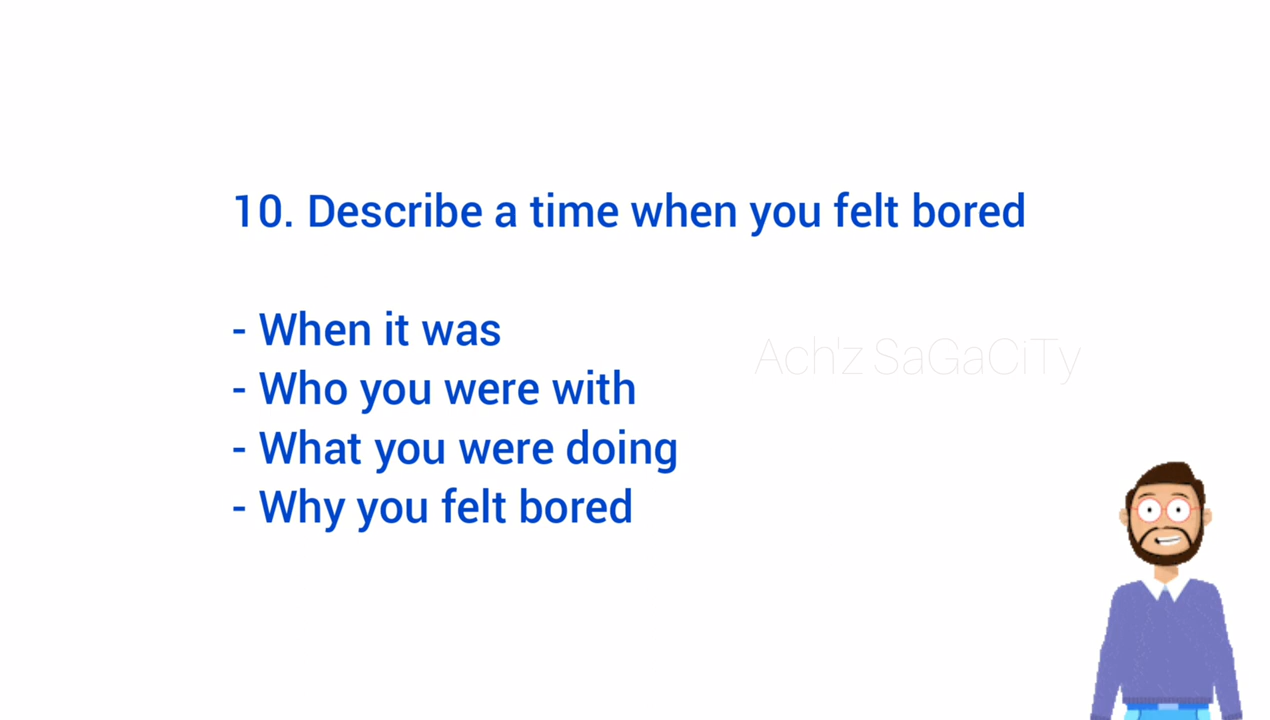 10. Describe a time when you felt bored
- When it was
Ach'z SaGaCiTy
- Who you were with
- What you were doing
- Why you felt bored